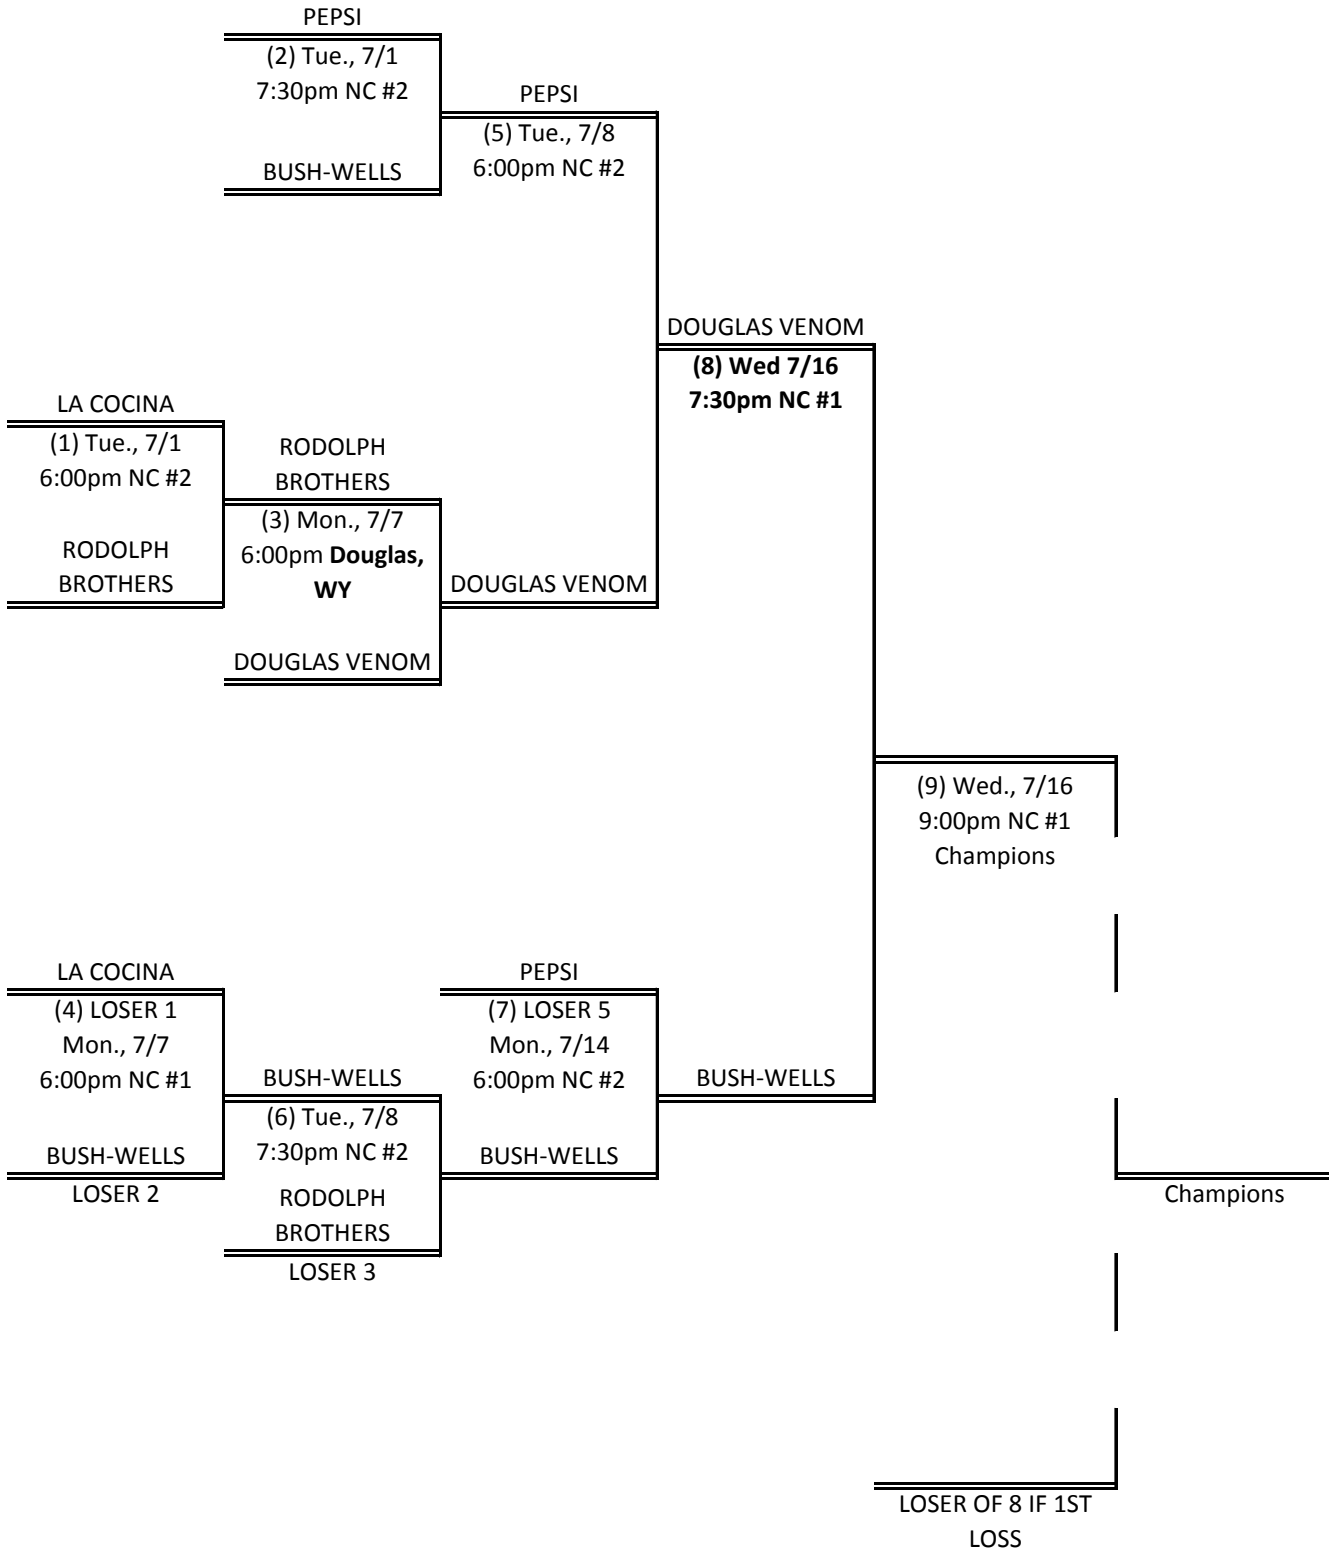 PEPSI
(2) Tue., 7/1
7:30pm NC #2
BUSH-WELLS
PEPSI
(5) Tue., 7/8
6:00pm NC #2
DOUGLAS VENOM
(8) Wed 7/16
7:30pm NC #1
LA COCINA
(1) Tue., 7/1
6:00pm NC #2
RODOLPH
BROTHERS
RODOLPH
BROTHERS
(3) Mon., 7/7
6:00pm Douglas,
WY
DOUGLAS VENOM
DOUGLAS VENOM
(9) Wed., 7/16
9:00pm NC #1
Champions
LA COCINA
(4) LOSER 1
Mon., 7/7
6:00pm NC #1
BUSH-WELLS
LOSER 2
BUSH-WELLS
(6) Tue., 7/8
7:30pm NC #2
RODOLPH
BROTHERS
LOSER 3
PEPSI
(7) LOSER 5
Mon., 7/14
6:00pm NC #2
BUSH-WELLS
BUSH-WELLS
Champions
LOSER OF 8 IF 1ST
LOSS